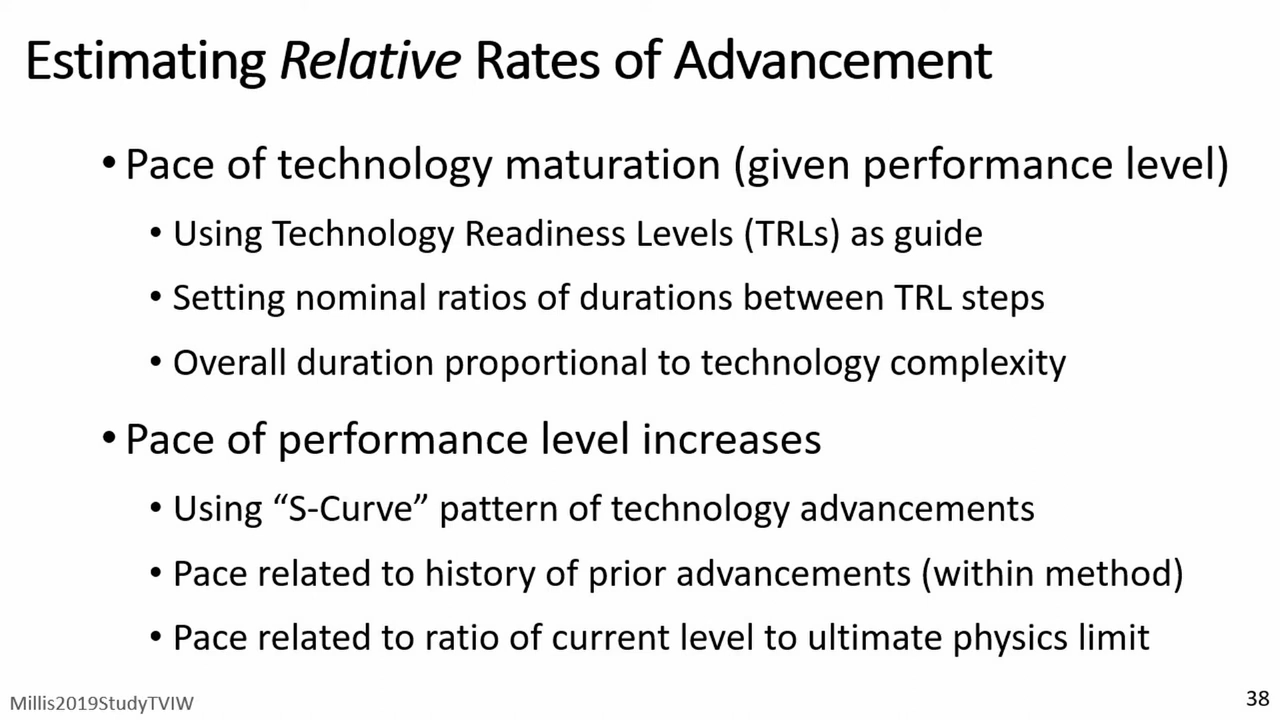 Estimating Relative Rates of Advancement
• Pace of technology maturation (given performance level)
• Using Technology Readiness Levels (TRLs) as guide
• Setting nominal ratios of durations between TRL steps
• Overall duration proportional to technology complexity
• Pace of performance level increases
• Using “S-Curve” pattern of technology advancements
• Pace related to history of prior advancements (within method)
• Pace related to ratio of current level to ultimate physics limit
Millis2019StudyTVIW
38